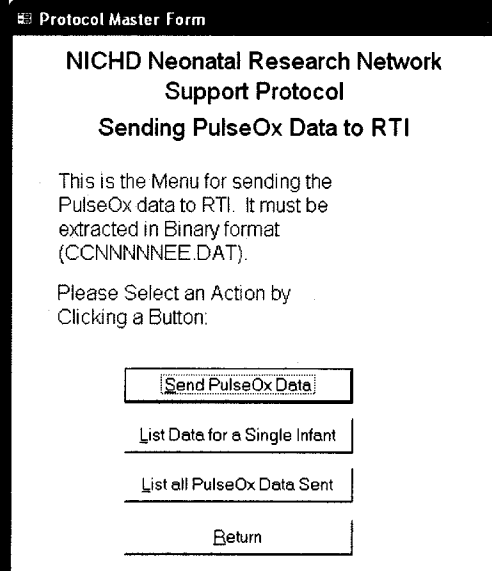 Protocol Master Form
NICHD Neonatal Research Network
Support Protocol
Sending PulseOx Data to RTI
This is the Menu for sending the
PulseOx data to RTI. It must be
extracted in Binary format
(CCNNNNNEE.DAT).
Please Select an Action by
Clicking a Button:
Send PulseOx Data
List Data for a Single Infant
List all PulseOx Data Sent
Return